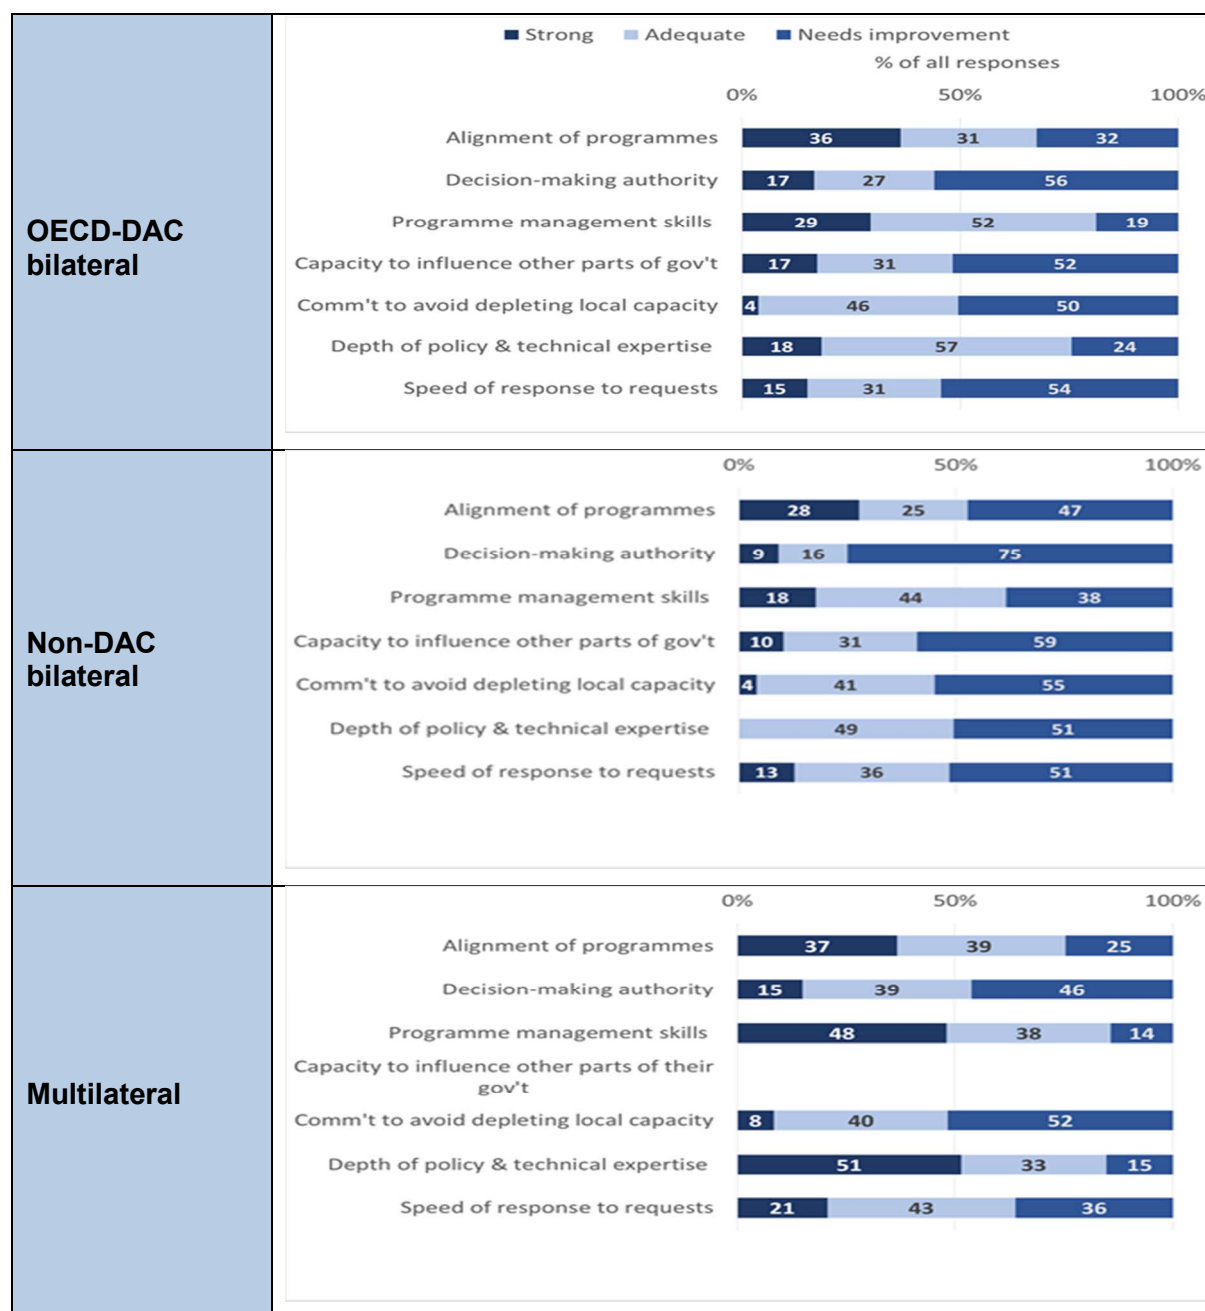 Strong Adequate Needs improvement
% of all responses
0% 50% 100%
OECD-DAC
bilateral
Alignment of programmes 36 31 32
Decision-making authority 17 27 56
Programme management skills 29 52 19
Capacity to influence other parts of gov't 17 31 52
Comm't to avoid depleting local capacity 4 46 50
Depth of policy & technical expertise 18 57 24
Speed of response to requests 15 31 54
0% 50% 100%
Non-DAC
bilateral
Alignment of programmes 28 25 47
Decision-making authority 9 16 75
Programme management skills 18 44 38
Capacity to influence other parts of gov't 10 31 59
Comm't to avoid depleting local capacity 4 41 55
Depth of policy & technical expertise 49 51
Speed of response to requests 13 36 51
0% 50% 100%
Multilateral
Alignment of programmes 37 39 25
Decision-making authority 15 39 46
Programme management skills 48 38 14
Capacity to influence other parts of their
gov't
Comm't to avoid depleting local capacity 8 40 52
Depth of policy & technical expertise 51 33 15
Speed of response to requests 21 43 36